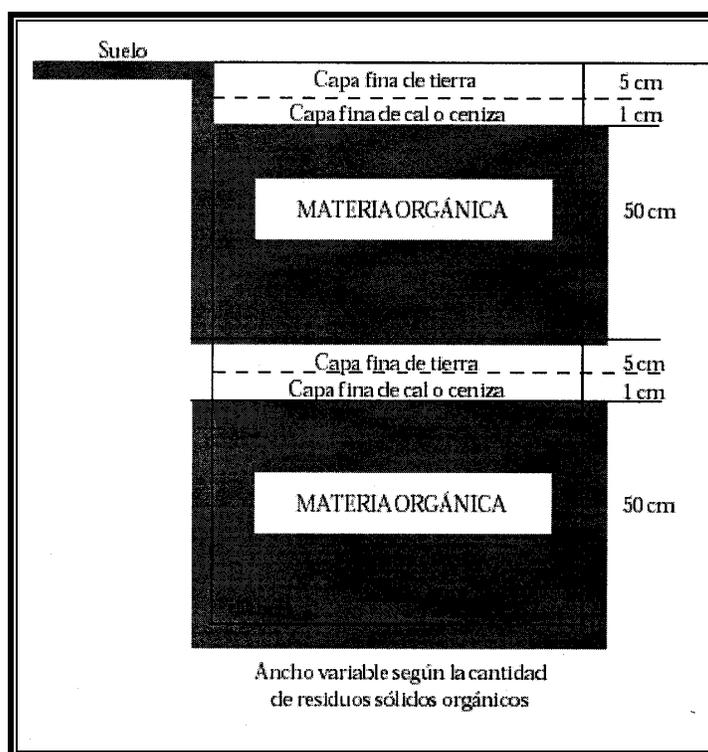 Suelo
Capa fina de tierra 5 cm
Capa fina de cal o ceniza 1 cm
MATERIA ORGÁNICA 50 cm
Capa fina de tierra 5 cm
Capa fina de cal o ceniza 1 cm
MATERIA ORGÁNICA 50 cm
Ancho variable según la cantidad
de residuos sólidos orgánicos